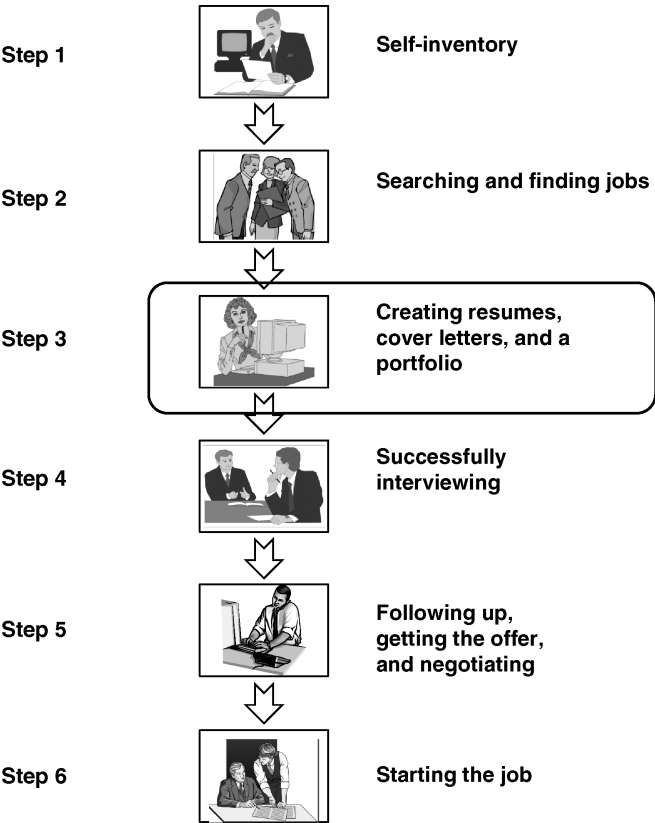 Step 1
Self-inventory
Step 2
Searching and finding jobs
Step 3
Creating resumes,
cover letters, and a
portfolio
Step 4
Successfully
interviewing
Step 5
Following up,
getting the offer,
and negotiating
Step 6
Starting the job